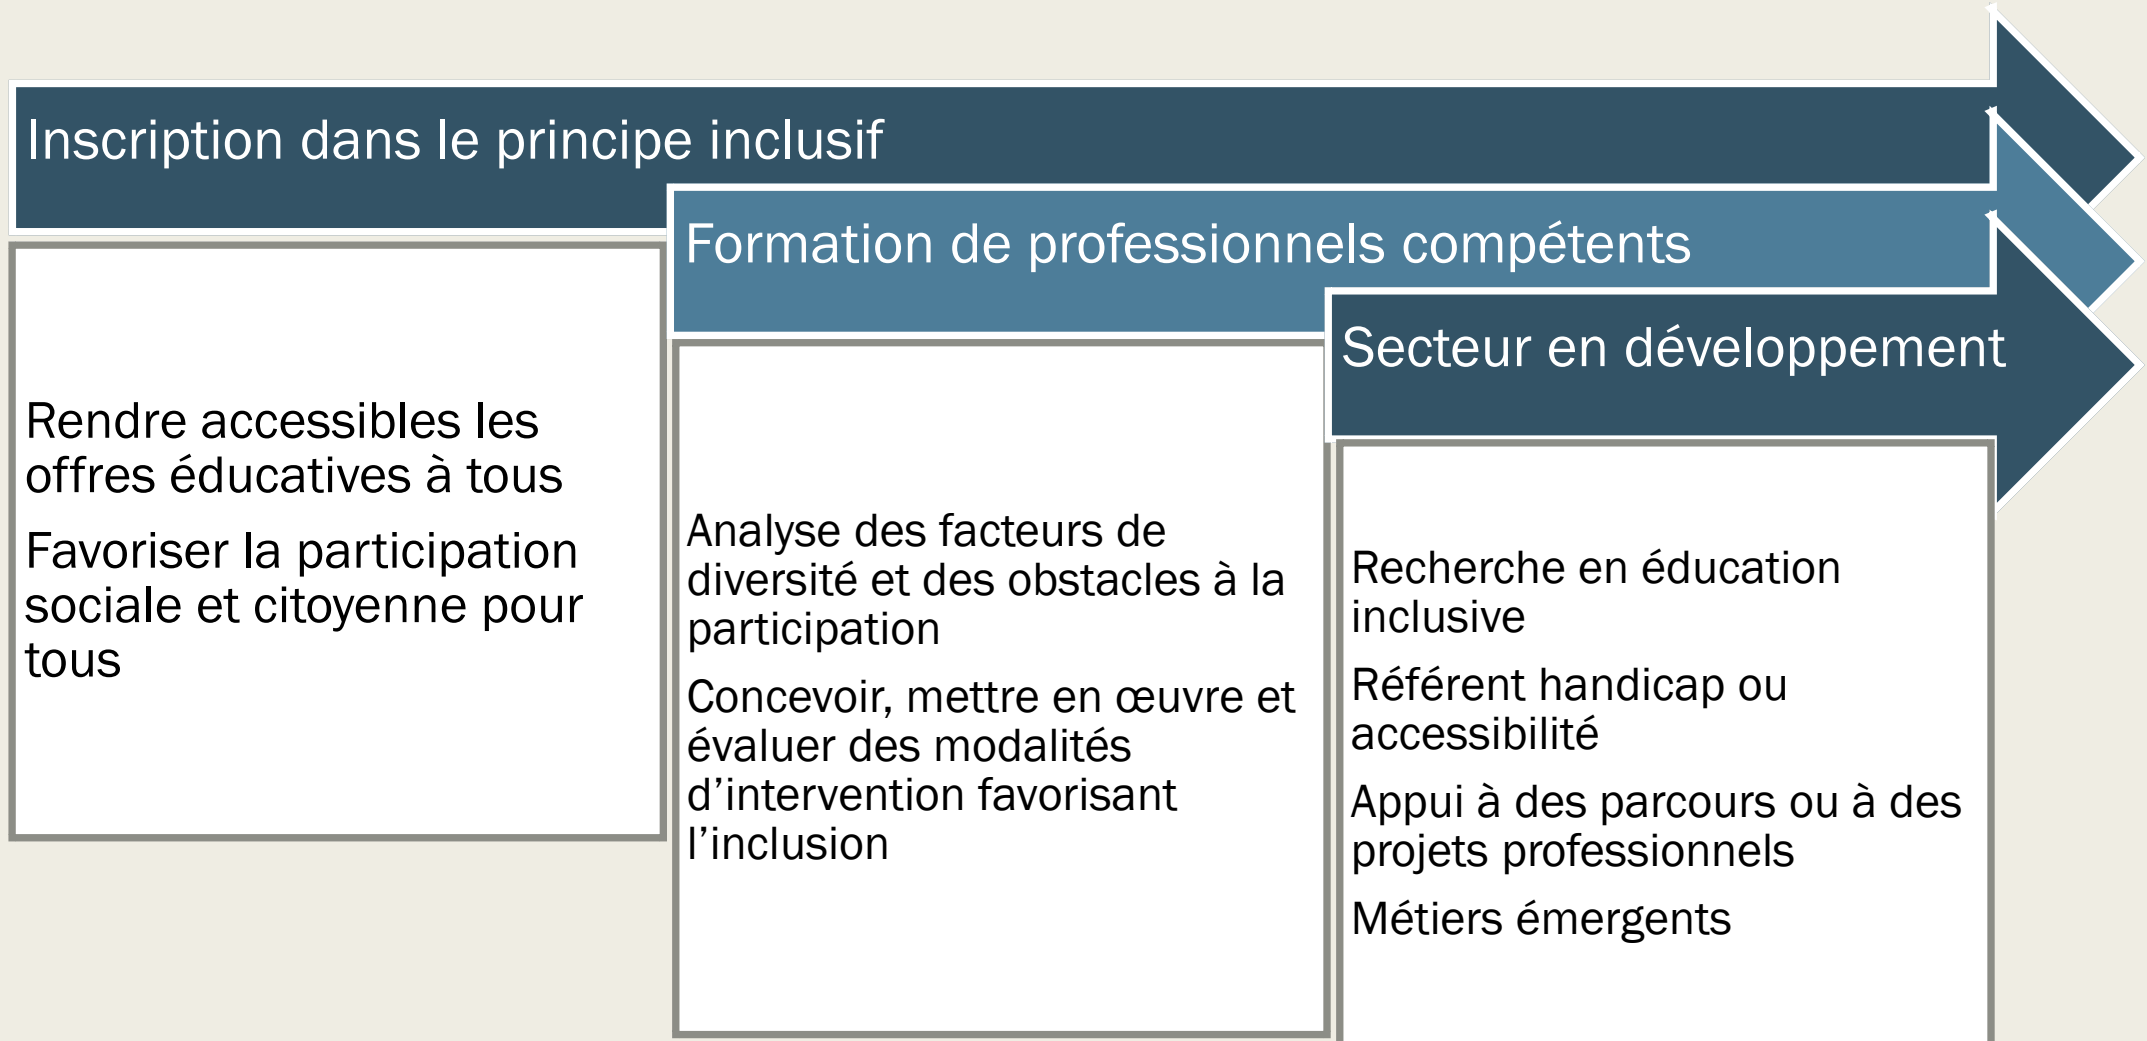 Inscription dans le principe inclusif
Rendre accessibles les
offres éducatives à tous
Favoriser la participation
sociale et citoyenne pour
tous
Formation de professionnels compétents
Analyse des facteurs de
diversité et des obstacles à la
participation
Concevoir, mettre en œuvre et
évaluer des modalités
d’intervention favorisant
l’inclusion
Secteur en développement
Recherche en éducation
inclusive
Référent handicap ou
accessibilité
Appui à des parcours ou à des
projets professionnels
Métiers émergents